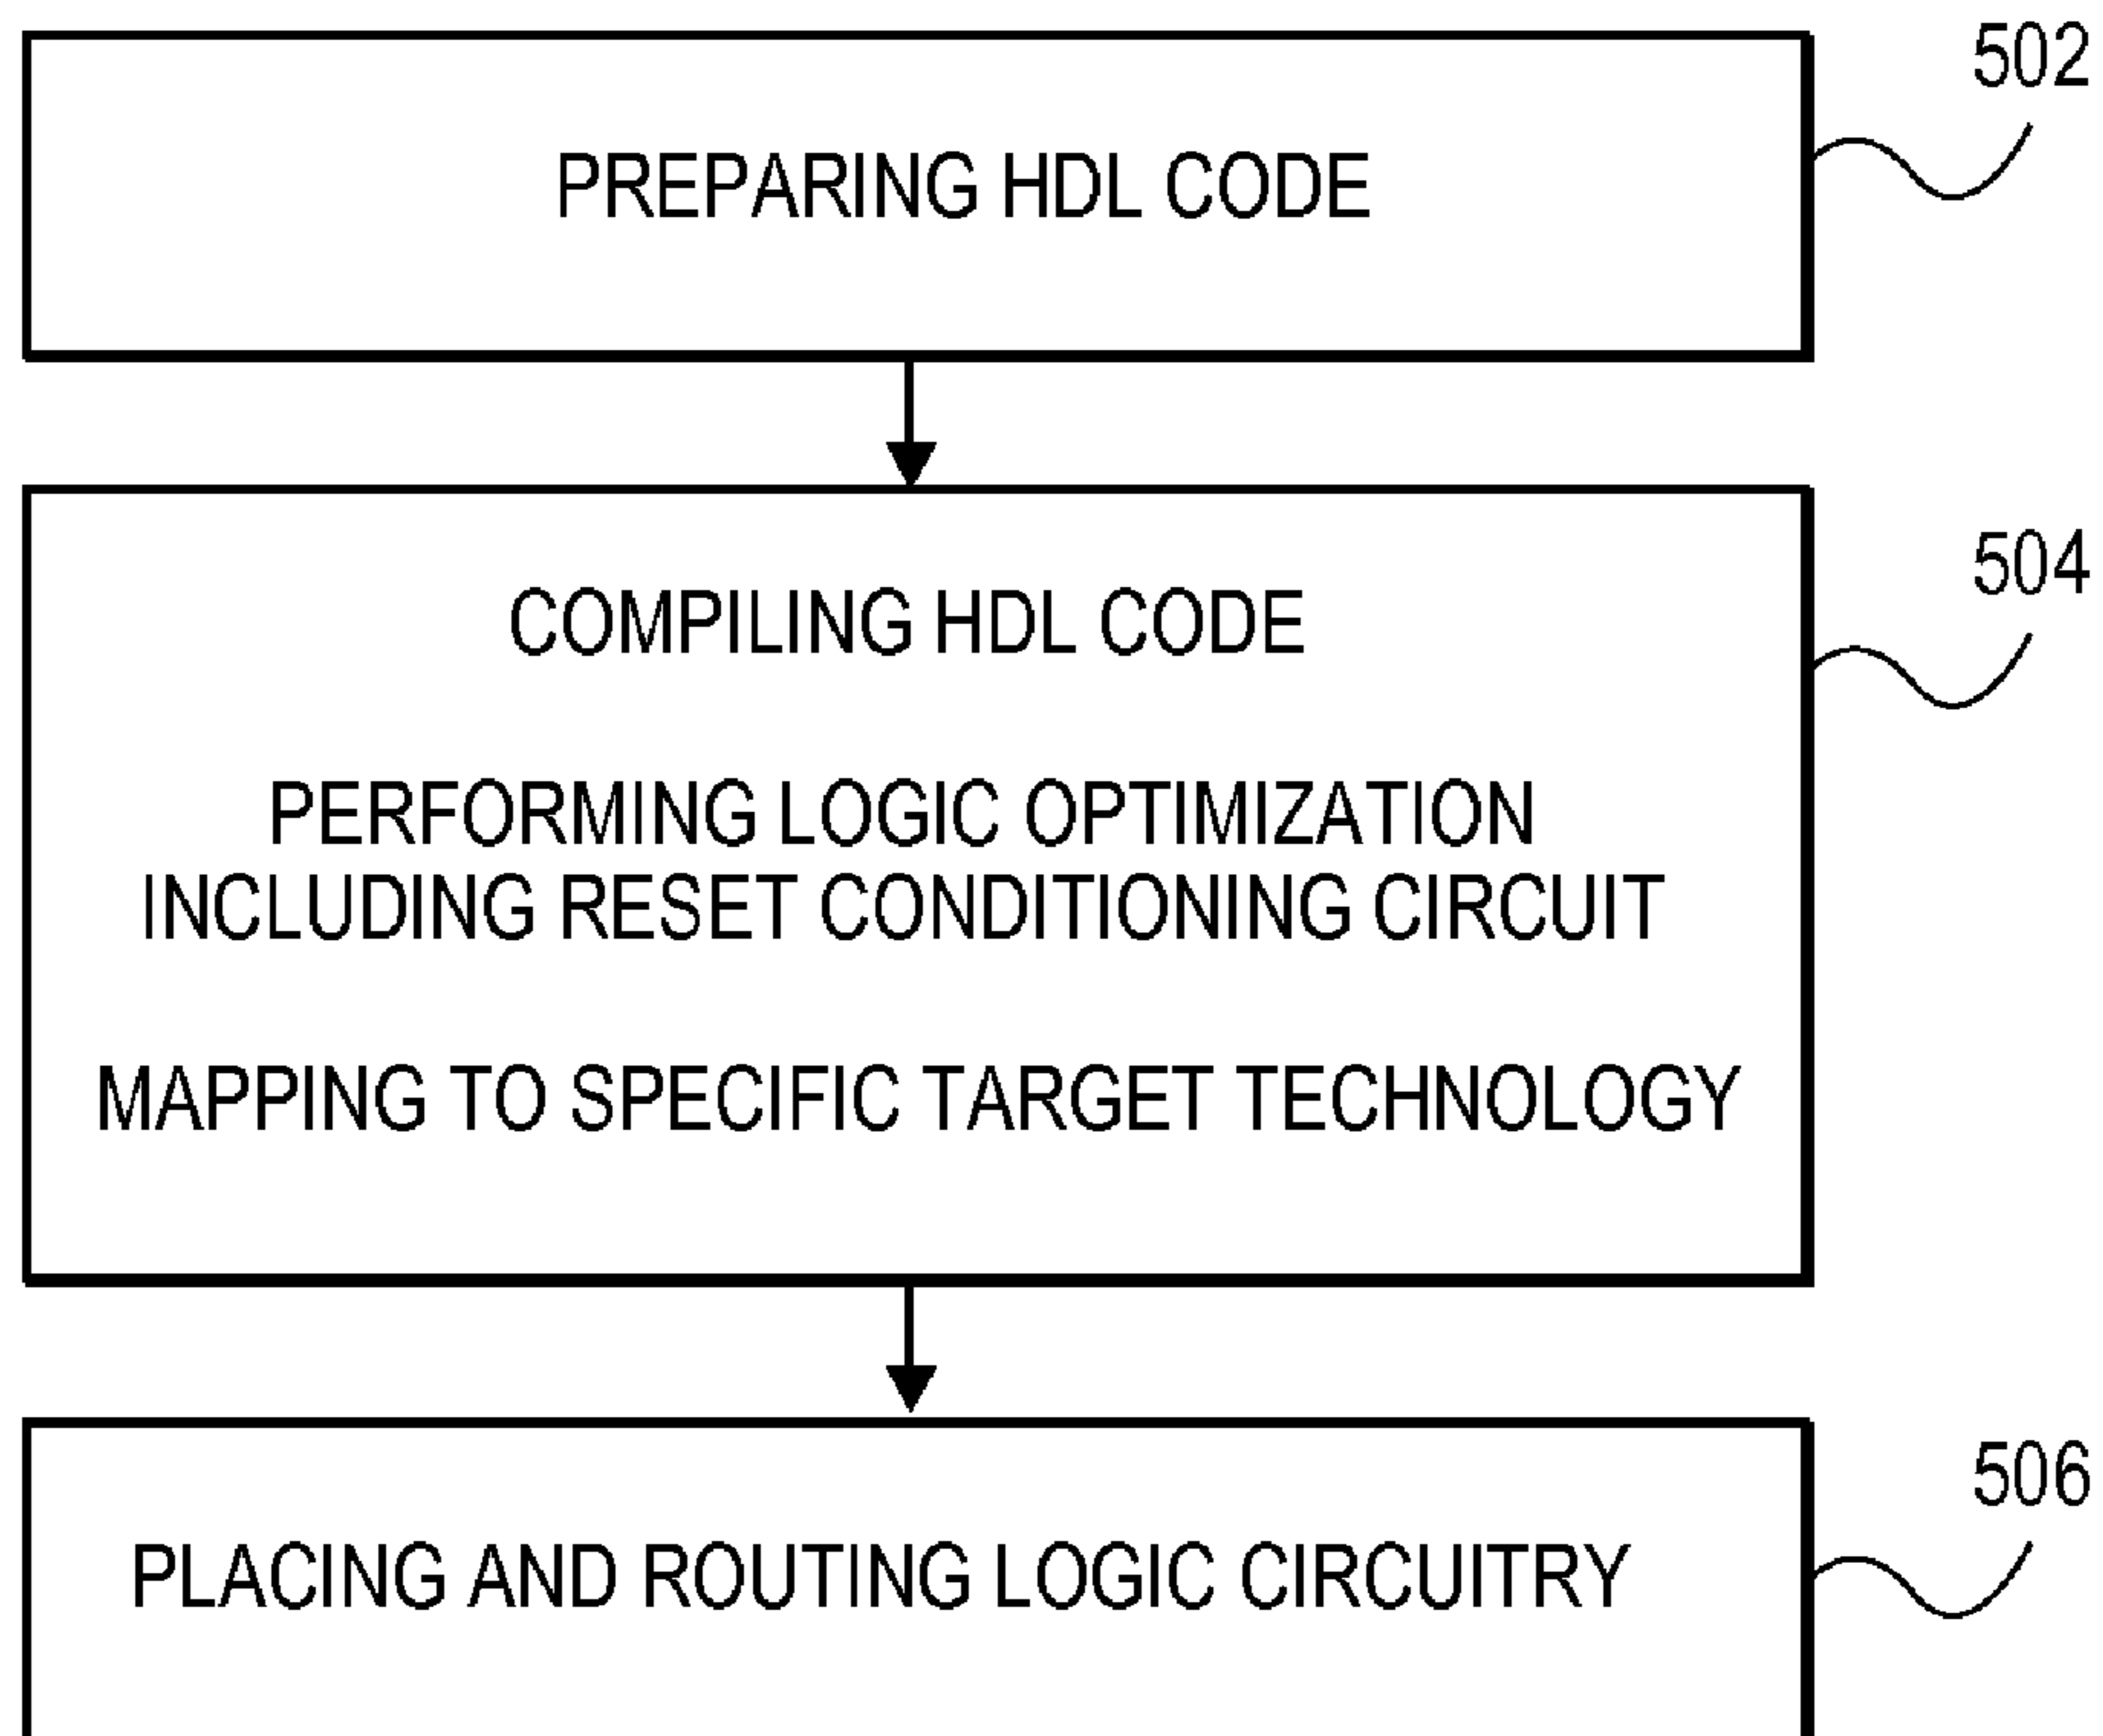 502
PREPARING HDL CODE
504
COMPILING HDL CODE
PERFORMING LOGIC OPTIMIZATION
INCLUDING RESET CONDITIONING CIRCUIT
MAPPING TO SPECIFIC TARGET TECHNOLOGY
506
PLACING AND ROUTING LOGIC CIRCUITRY